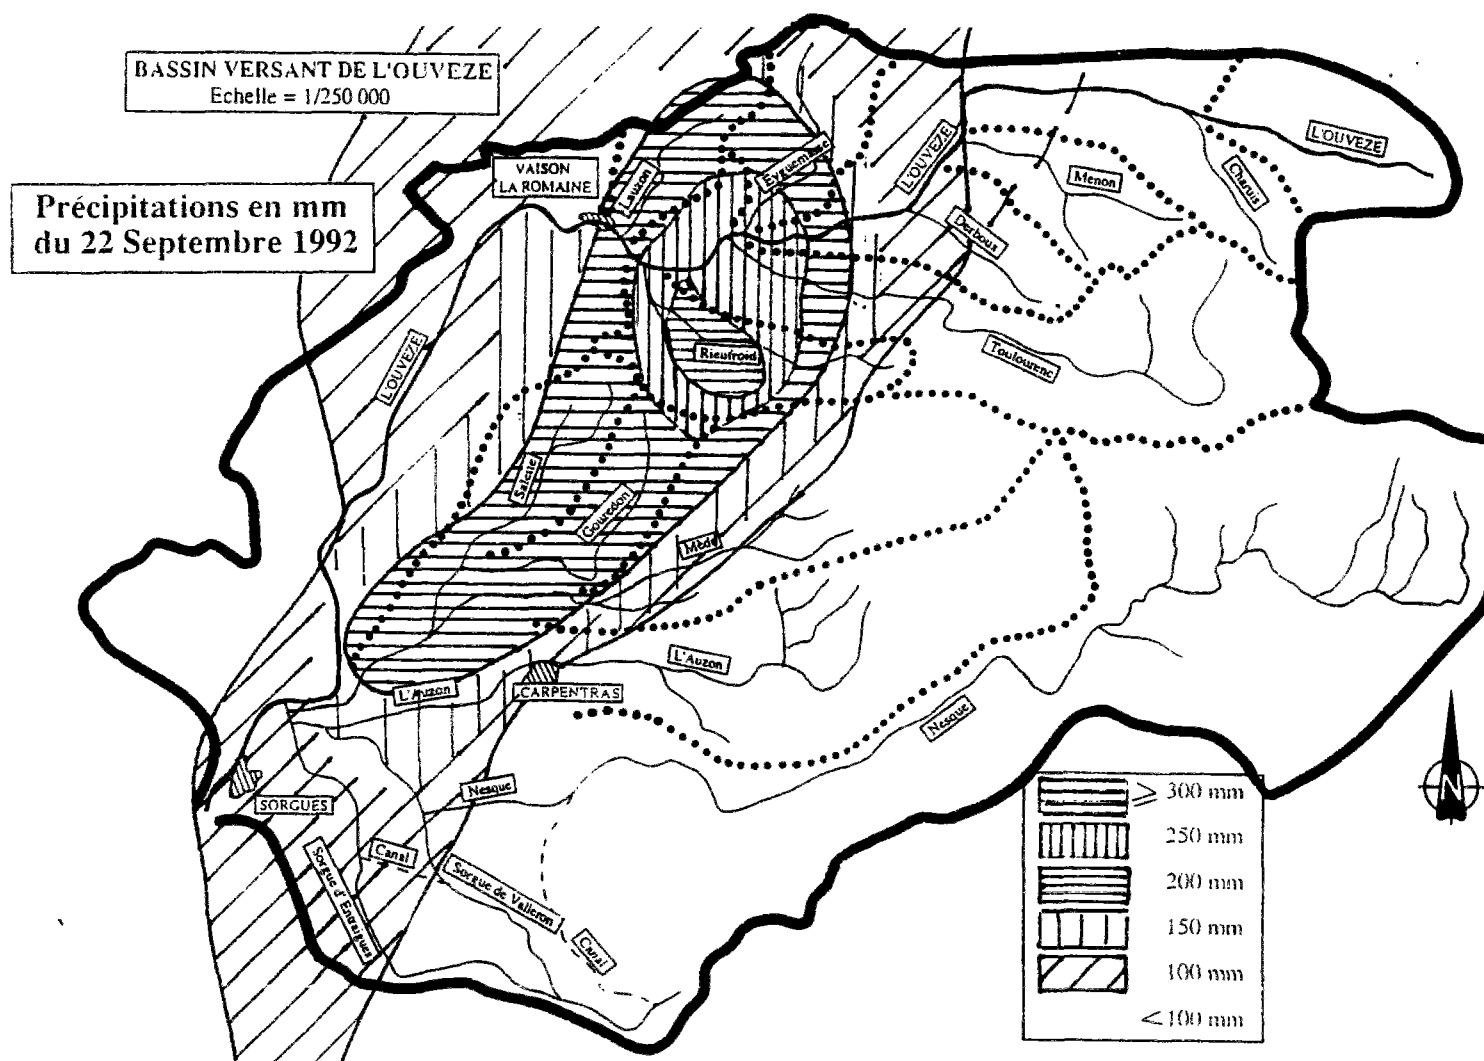 BASSIN VERSANT DE L'OUVEZE
Echelle = 1/250 000
Précipitations en mm
du 22 Septembre 1992
VAISON
LA ROMAINE
Lauzon
Eyguemarse
L'OUVEZE
L'OUVEZE
Menon
Charuis
Derboux
L'OUVEZE
Rieufroid
Toulourenc
Salette
Gouredon
Mède
L'Auzon
L'Auzon
CARPENTRAS
Nesque
Nesque
SORGUES
Canal
Sorgue d'Entraigues
Sorgue de Valleron
Canal
N
≥ 300 mm
250 mm
200 mm
150 mm
100 mm
< 100 mm